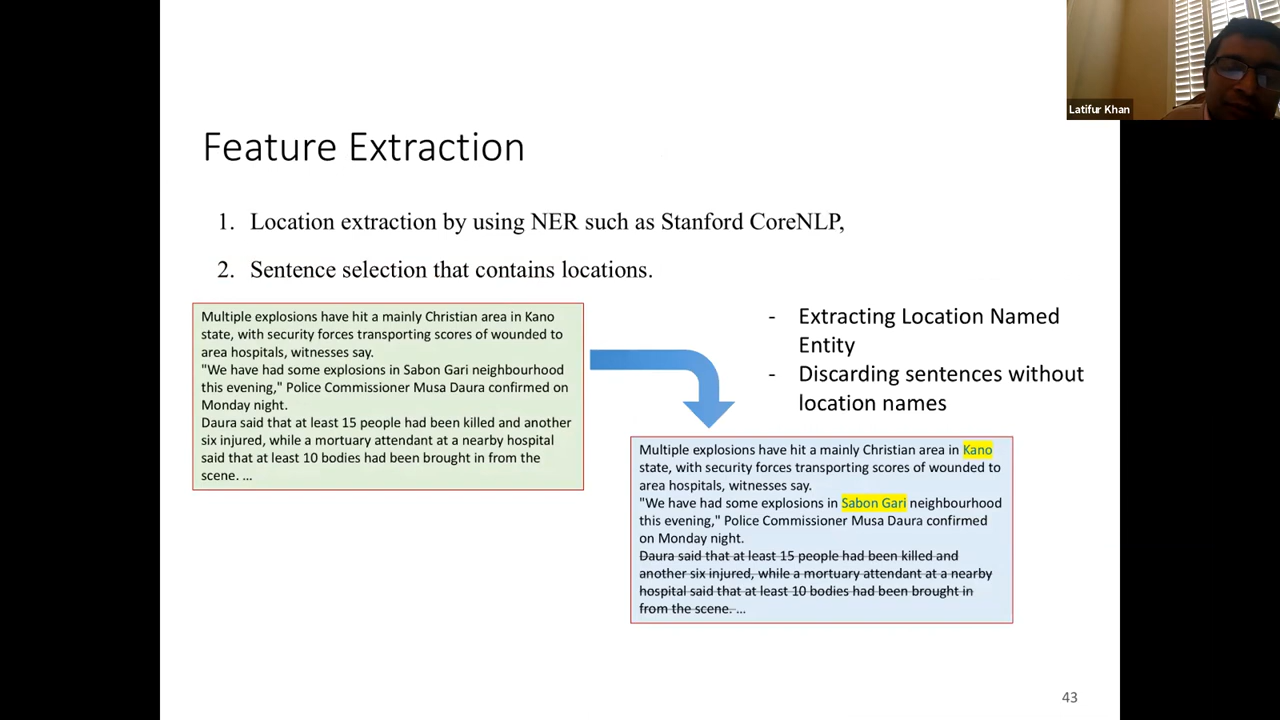 Latifur Khan
Feature Extraction
1. Location extraction by using NER such as Stanford CoreNLP,
2. Sentence selection that contains locations.
Multiple explosions have hit a mainly Christian area in Kano
state, with security forces transporting scores of wounded to
area hospitals, witnesses say.
"We have had some explosions in Sabon Gari neighbourhood
this evening," Police Commissioner Musa Daura confirmed on
Monday night.
Daura said that at least 15 people had been killed and another
six injured, while a mortuary attendant at a nearby hospital
said that at least 10 bodies had been brought in from the
scene. ...
- Extracting Location Named
Entity
- Discarding sentences without
location names
Multiple explosions have hit a mainly Christian area in Kano
state, with security forces transporting scores of wounded to
area hospitals, witnesses say.
"We have had some explosions in Sabon Gari neighbourhood
this evening," Police Commissioner Musa Daura confirmed
on Monday night.
Daura said that at least 15 people had been killed and
another six injured, while a mortuary attendant at a nearby
hospital said that at least 10 bodies had been brought in
from the scene. ...
43